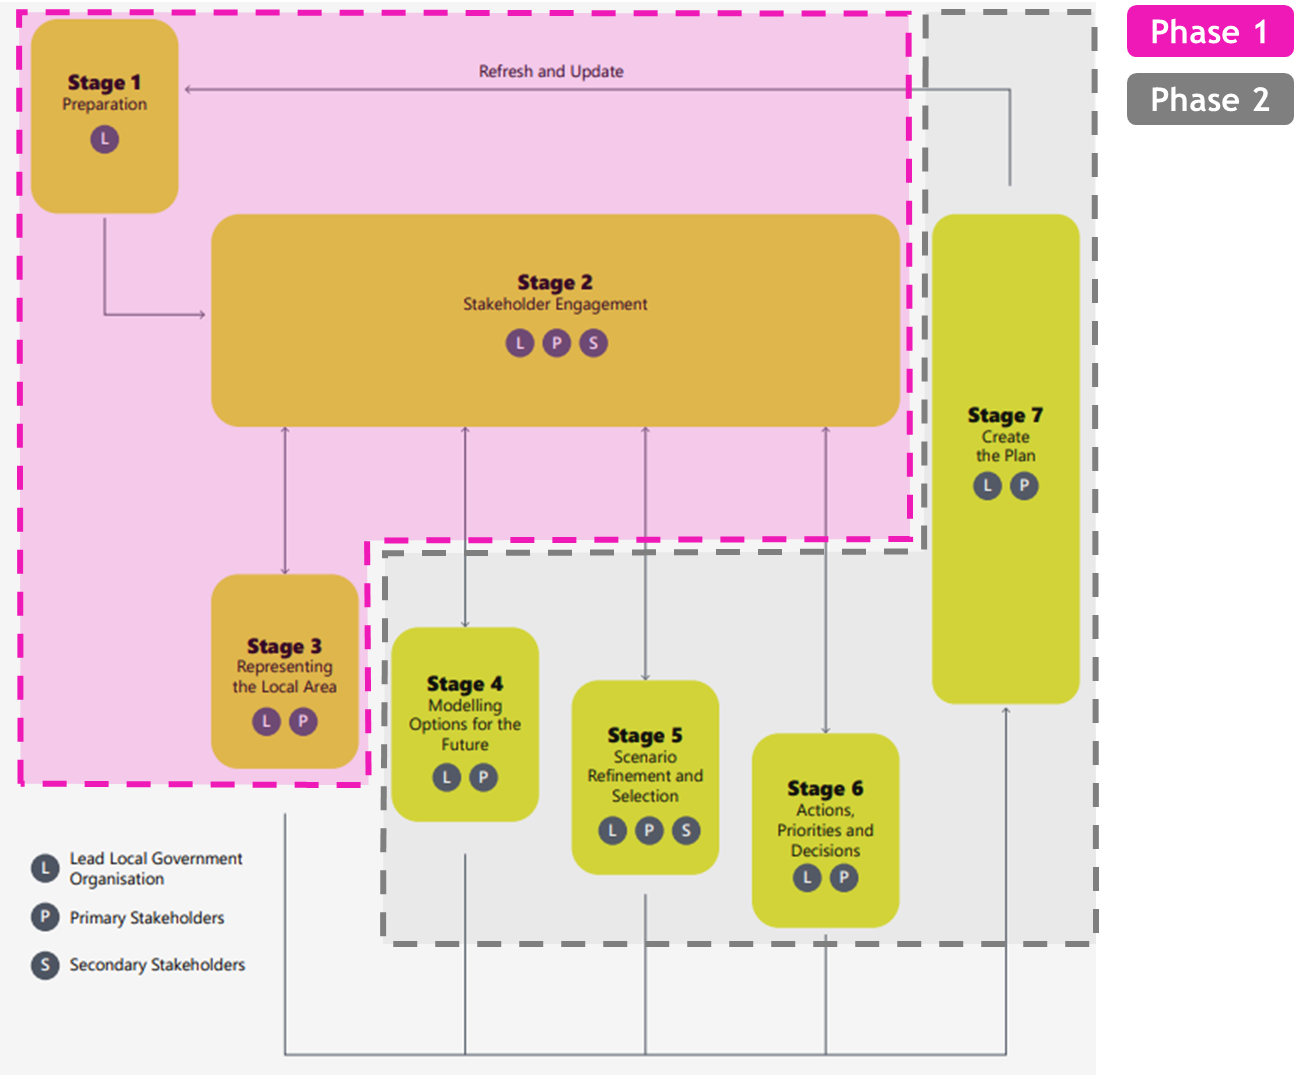 Phase 1
Phase 2
Refresh and Update
Stage 1
Preparation
L
Stage 2
Stakeholder Engagement
L P S
Stage 7
Create
the Plan
L P
Stage 3
Representing
the Local Area
L P
Stage 4
Modelling
Options for the
Future
L P
Stage 5
Scenario
Refinement and
Selection
L P S
Stage 6
Actions,
Priorities and
Decisions
L P
L Lead Local Government
Organisation
P Primary Stakeholders
S Secondary Stakeholders